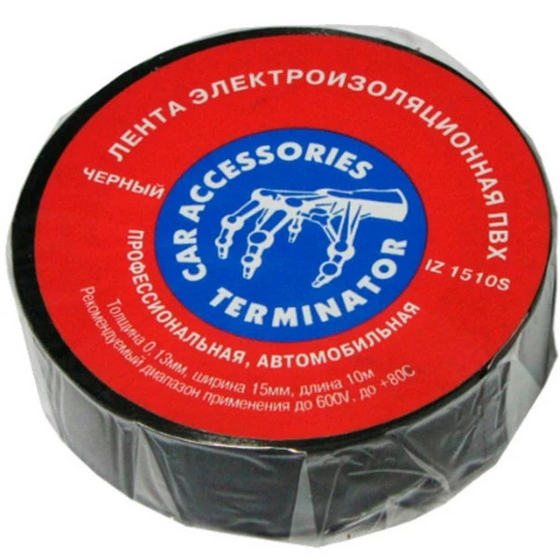 ЛЕНТА ЭЛЕКТРОИЗОЛЯЦИОННАЯ ПВХ
ЧЕРНЫЙ
CAR ACCESSORIES
TERMINATOR
IZ 1510S
ПРОФЕССИОНАЛЬНАЯ, АВТОМОБИЛЬНАЯ
Толщина 0,13мм, ширина 15мм, длина 10м
Рекомендуемый диапазон применения до 600V, до +80С